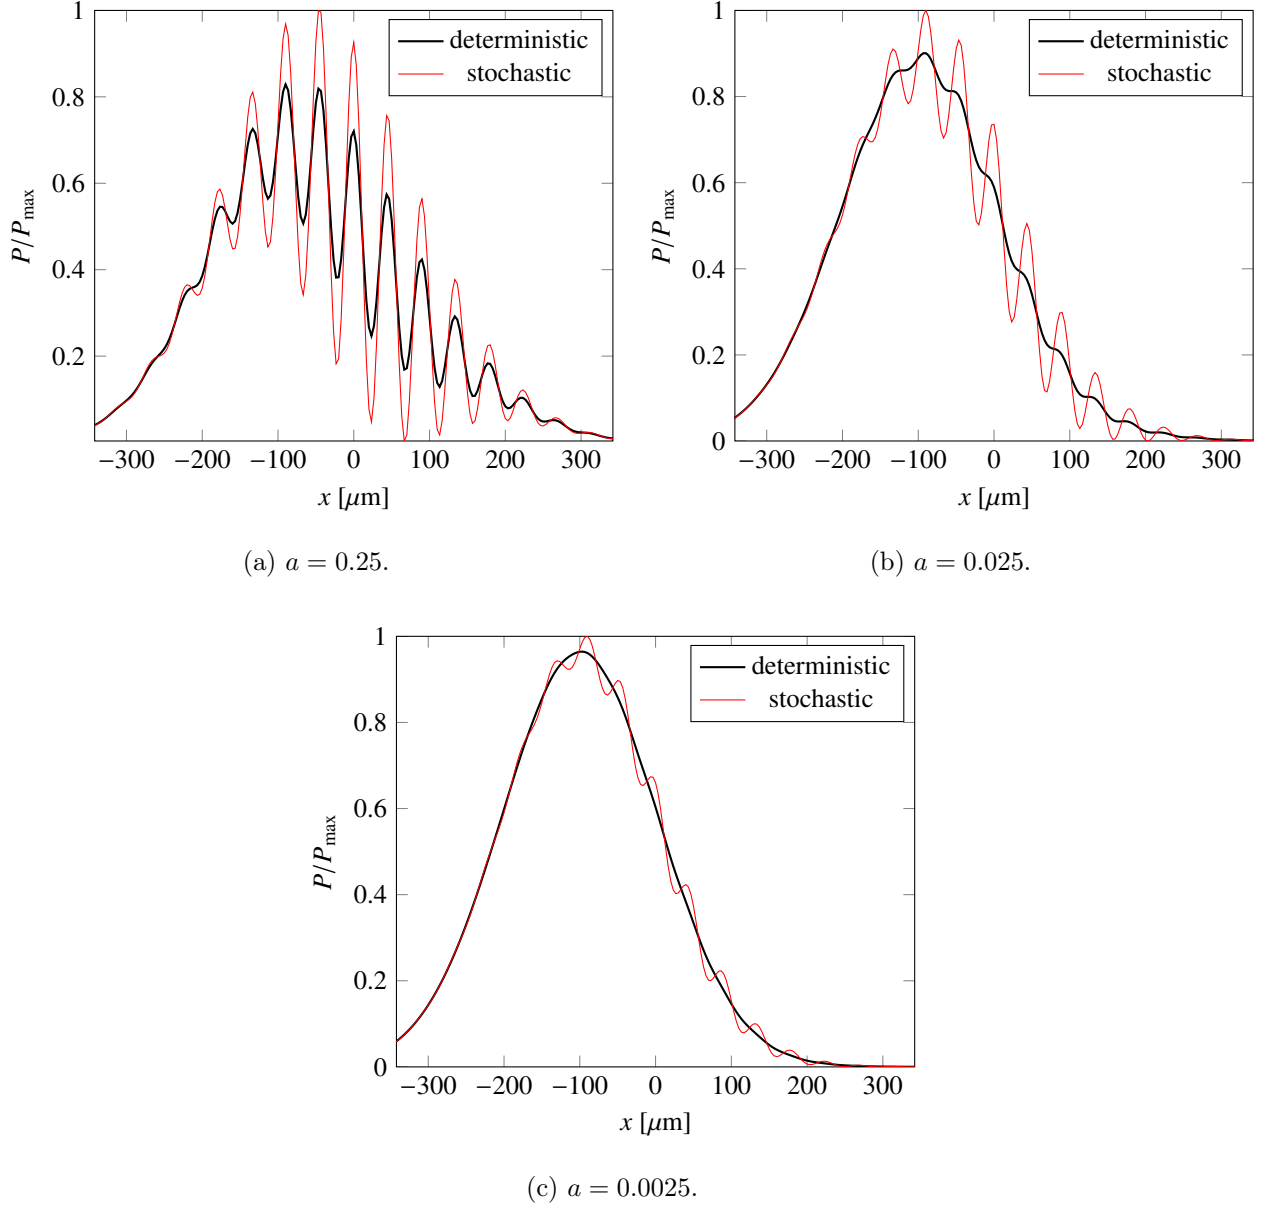 1
0.8
0.6
0.4
0.2
−300 −200 −100 0 100 200 300
P/Pmax
x [μm]
deterministic
stochastic
(a) a = 0.25.
1
0.8
0.6
0.4
0.2
0
−300 −200 −100 0 100 200 300
P/Pmax
x [μm]
deterministic
stochastic
(b) a = 0.025.
1
0.8
0.6
0.4
0.2
0
−300 −200 −100 0 100 200 300
P/Pmax
x [μm]
deterministic
stochastic
(c) a = 0.0025.